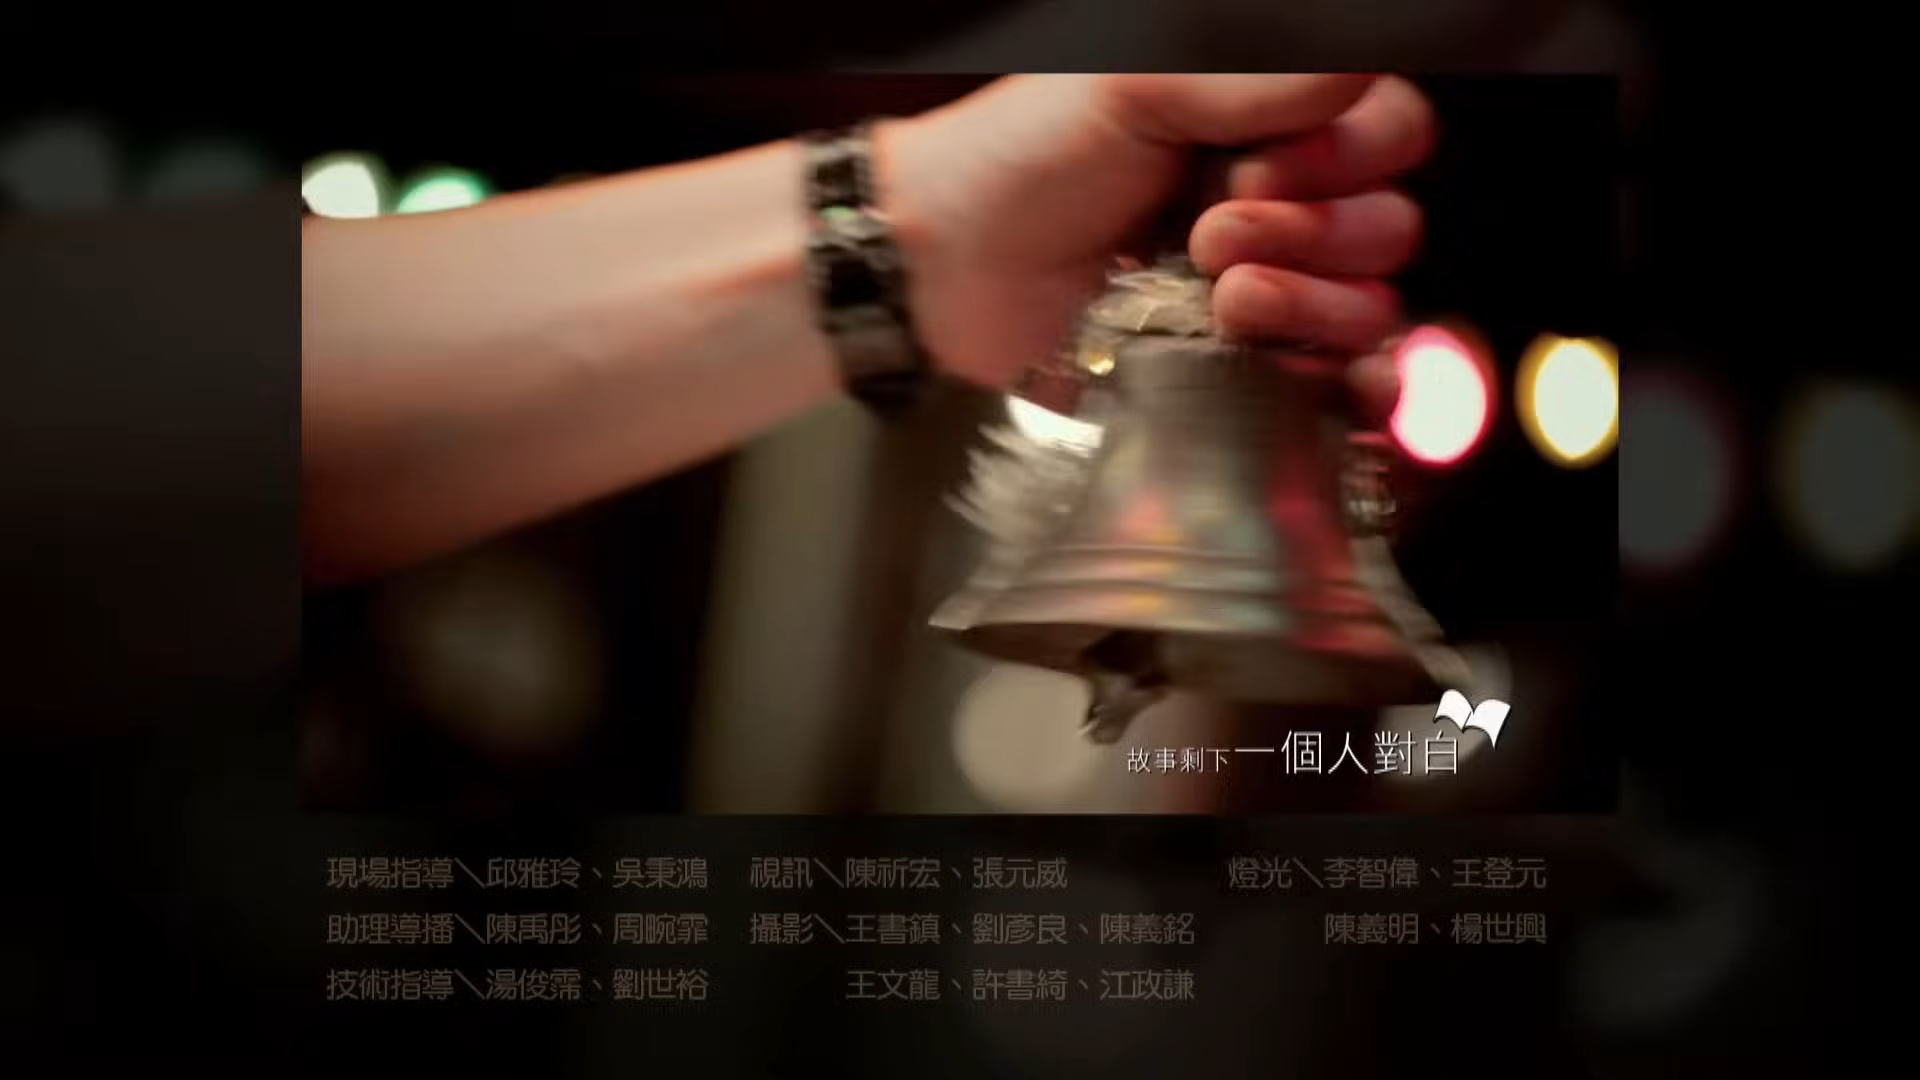 故事剩下一個人對白
現場指導＼邱雅玲、吳秉鴻 視訊＼陳祈宏、張元威 燈光＼李智偉、王登元
助理導播＼陳禹彤、周畹霏 攝影＼王書鎮、劉彥良、陳義銘 陳義明、楊世興
技術指導＼湯俊霈、劉世裕 王文龍、許書綺、江政謙